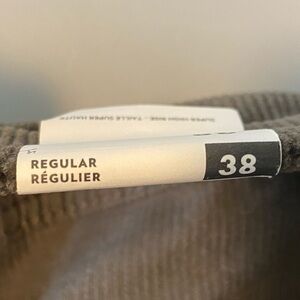 SUPER HIGH RISE - TAILLE SUPER HAUTE
REGULAR
RÉGULIER
38